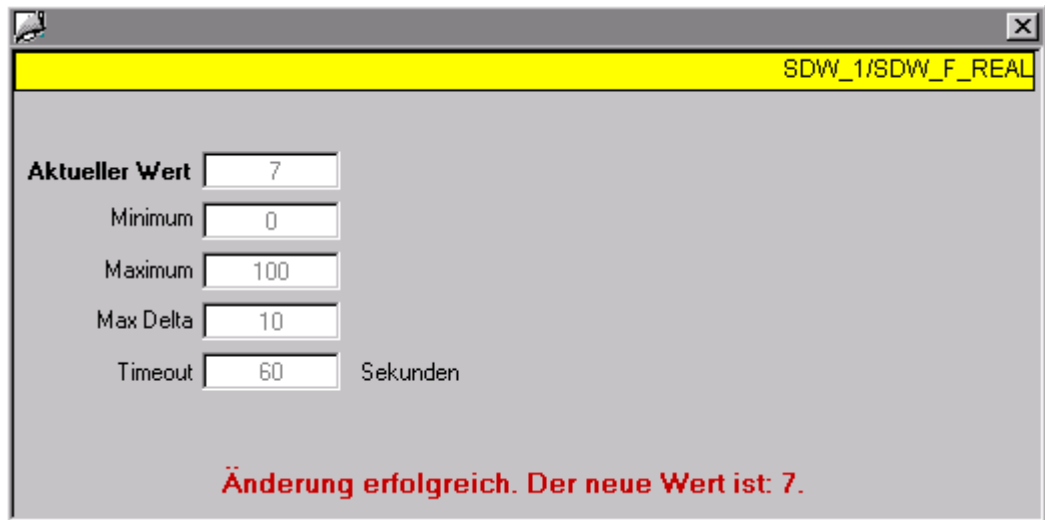 SDW_1/SDW_F_REAL
Aktueller Wert 7
Minimum 0
Maximum 100
Max Delta 10
Timeout 60 Sekunden
Änderung erfolgreich. Der neue Wert ist: 7.